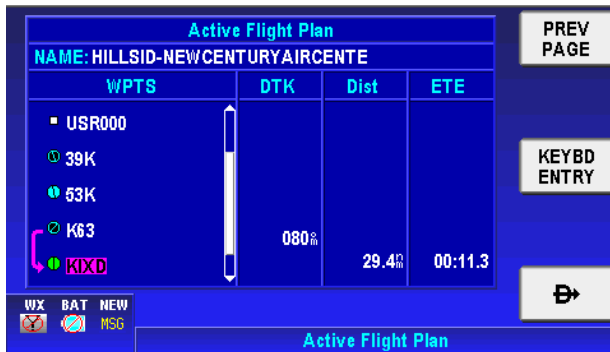 Active Flight Plan
PREV PAGE
NAME: HILLSID-NEWCENTURYAIRCENTE
WPTS DTK Dist ETE
USR000
39K
53K
KEYBD ENTRY
K63
080°m
29.4nm 00:11.3
KIXD
WX BAT NEW
MSG
Active Flight Plan